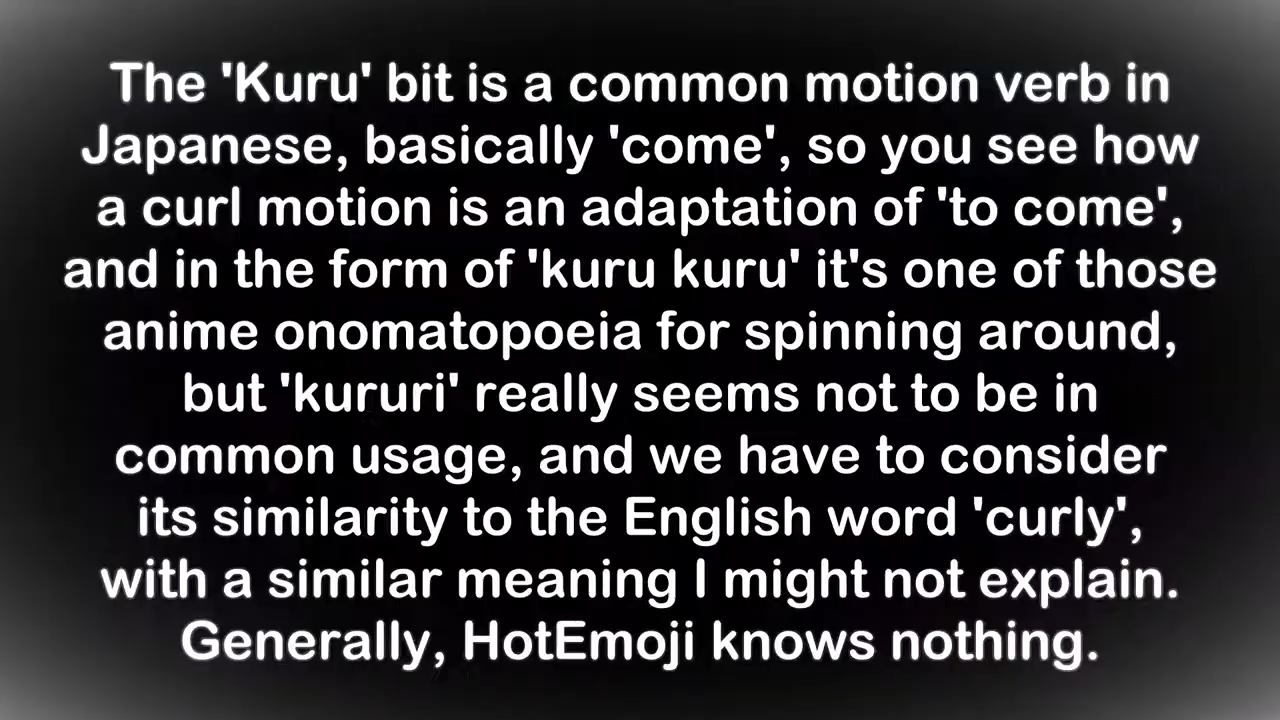 The 'Kuru' bit is a common motion verb in
Japanese, basically 'come', so you see how
a curl motion is an adaptation of 'to come',
and in the form of 'kuru kuru' it's one of those
anime onomatopoeia for spinning around,
but 'kururi' really seems not to be in
common usage, and we have to consider
its similarity to the English word 'curly',
with a similar meaning I might not explain.
Generally, HotEmoji knows nothing.